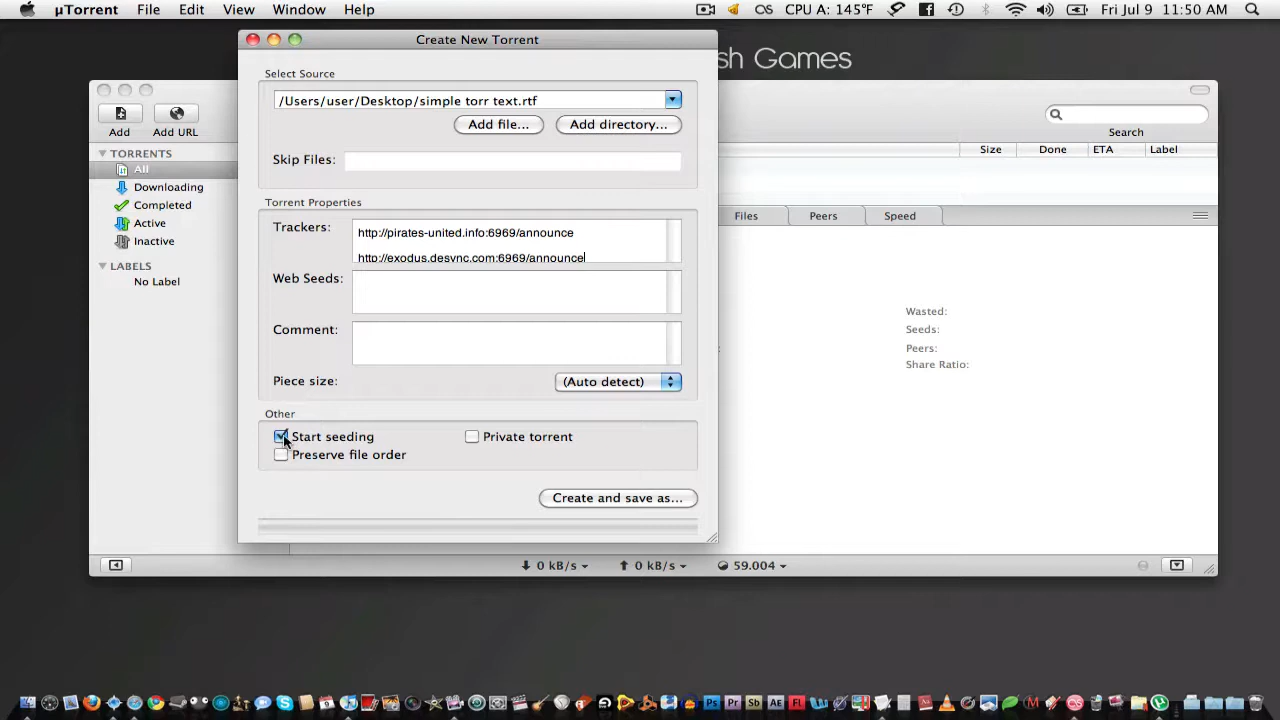 µTorrent File Edit View Window Help CPU A: 145°F Fri Jul 9 11:50 AM
Create New Torrent
sh Games
Select Source
/Users/user/Desktop/simple torr text.rtf
Add file... Add directory...
Skip Files:
Torrent Properties
Trackers:
http://pirates-united.info:6969/announce
http://exodus.desync.com:6969/announce
Web Seeds:
Comment:
Piece size: (Auto detect)
Other
Start seeding Private torrent
Preserve file order
Create and save as...
Add Add URL
Search
TORRENTS
All
Downloading
Completed
Active
Inactive
LABELS
No Label
Size Done ETA Label
Files Peers Speed
Wasted:
Seeds:
Peers:
Share Ratio:
0 kB/s 0 kB/s 59.004
Ps Pr Sb Ae Fl